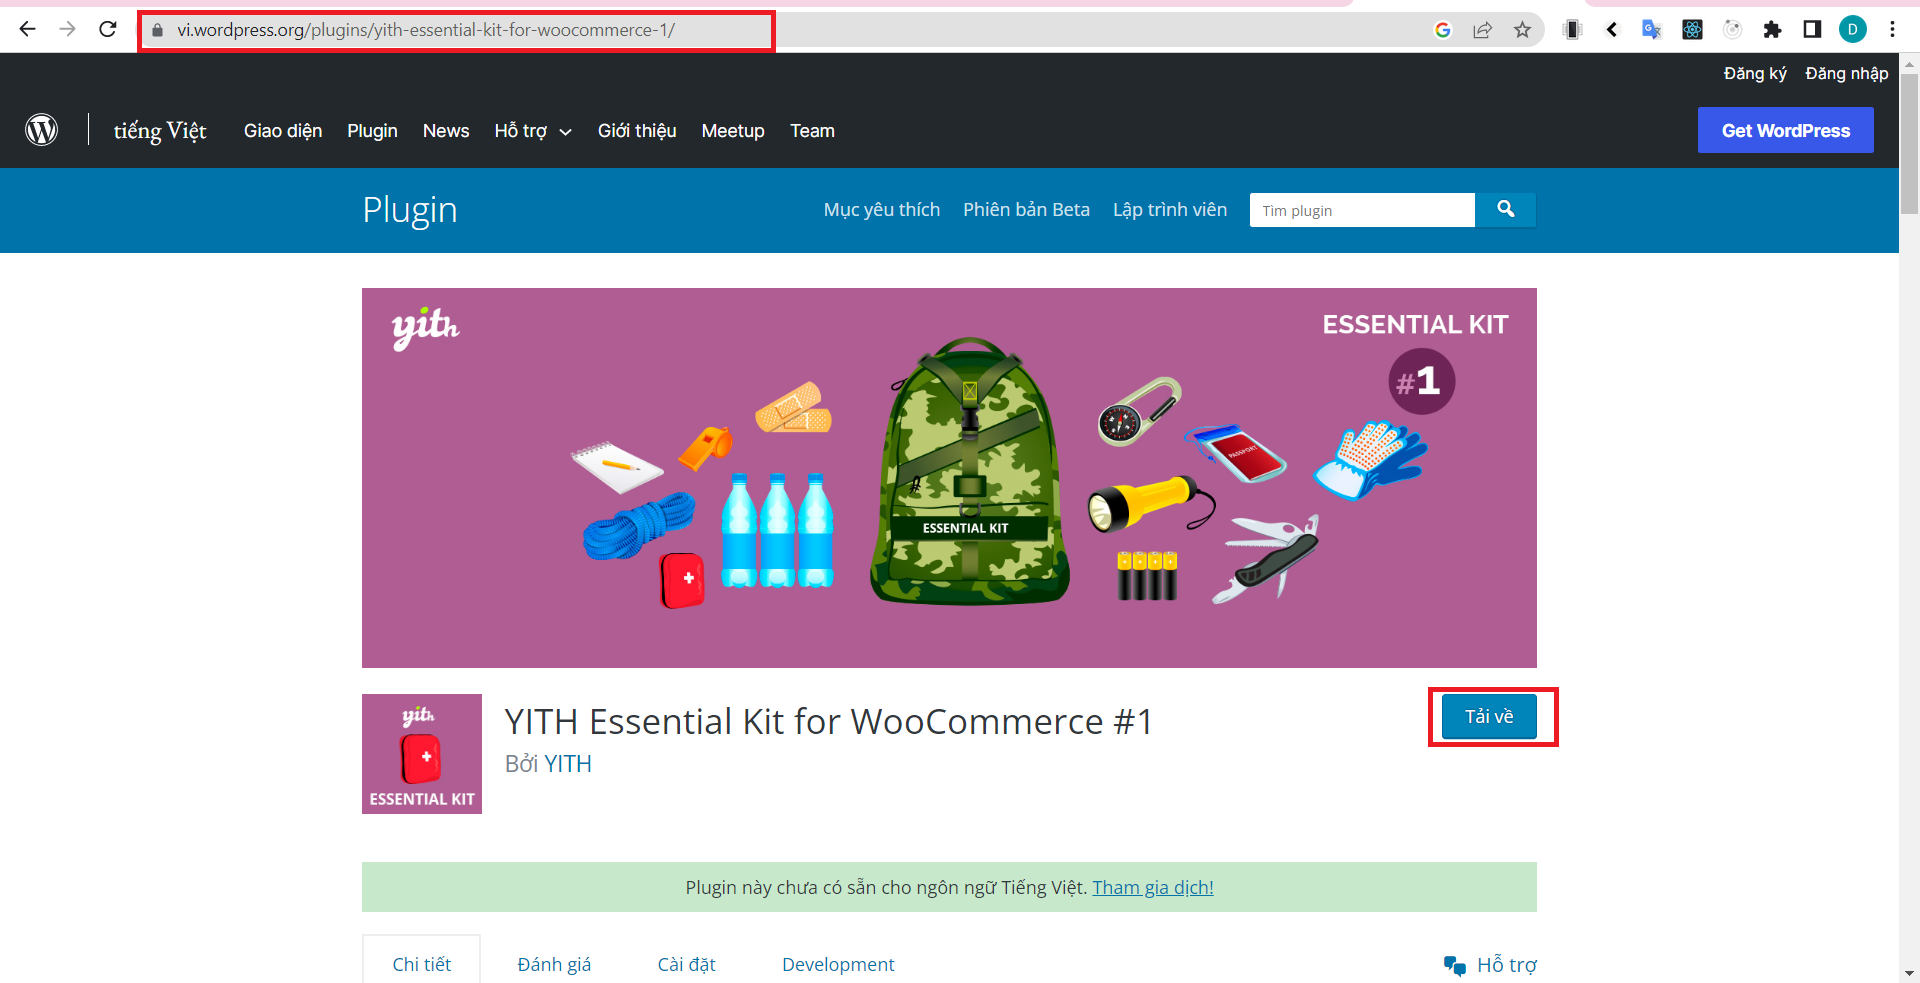 vi.wordpress.org/plugins/yith-essential-kit-for-woocommerce-1/
D
Đăng ký Đăng nhập
tiếng Việt Giao diện Plugin News Hỗ trợ Giới thiệu Meetup Team Get WordPress
Plugin Mục yêu thích Phiên bản Beta Lập trình viên Tìm plugin
yith ESSENTIAL KIT
#1
PASSPORT
ESSENTIAL KIT
yith
ESSENTIAL KIT
YITH Essential Kit for WooCommerce #1 Tải về
Bởi YITH
Plugin này chưa có sẵn cho ngôn ngữ Tiếng Việt. Tham gia dịch!
Chi tiết Đánh giá Cài đặt Development Hỗ trợ